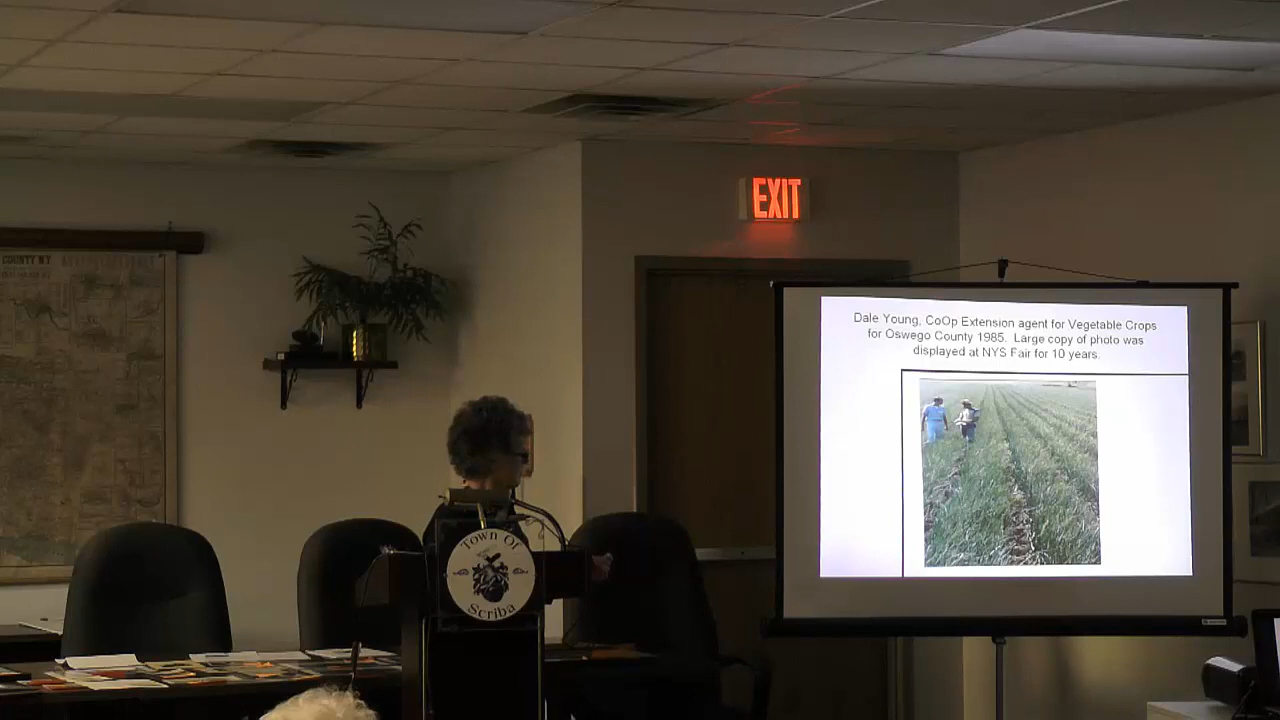 COUNTY N.Y
EXIT
Dale Young, CoOp Extension agent for Vegetable Crops
for Oswego County 1985. Large copy of photo was
displayed at NYS Fair for 10 years.
Town Of
Scriba